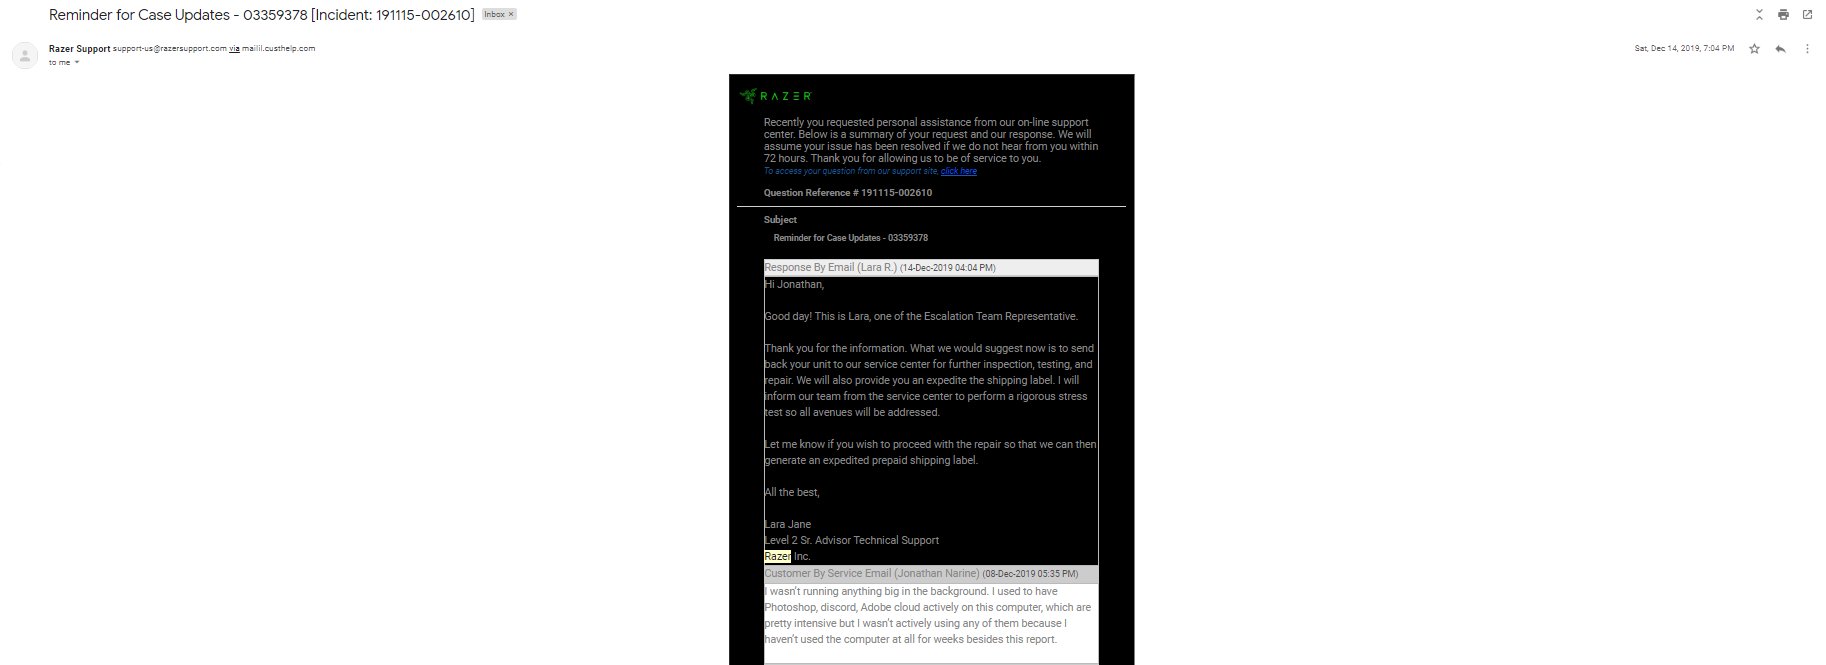 Reminder for Case Updates - 03359378 [Incident: 191115-002610] Inbox ×
Razer Support support-us@razersupport.com via mailil.custhelp.com
Sat, Dec 14, 2019, 7:04 PM
to me
RAZER
Recently you requested personal assistance from our on-line support
center. Below is a summary of your request and our response. We will
assume your issue has been resolved if we do not hear from you within
72 hours. Thank you for allowing us to be of service to you.
To access your question from our support site, click here
Question Reference # 191115-002610
Subject
Reminder for Case Updates - 03359378
Response By Email (Lara R.) (14-Dec-2019 04:04 PM)
Hi Jonathan,
Good day! This is Lara, one of the Escalation Team Representative.
Thank you for the information. What we would suggest now is to send
back your unit to our service center for further inspection, testing, and
repair. We will also provide you an expedite the shipping label. I will
inform our team from the service center to perform a rigorous stress
test so all avenues will be addressed.
Let me know if you wish to proceed with the repair so that we can then
generate an expedited prepaid shipping label.
All the best,
Lara Jane
Level 2 Sr. Advisor Technical Support
Razer Inc.
Customer By Service Email (Jonathan Narine) (08-Dec-2019 05:35 PM)
I wasn't running anything big in the background. I used to have
Photoshop, discord, Adobe cloud actively on this computer, which are
pretty intensive but I wasn't actively using any of them because I
haven't used the computer at all for weeks besides this report.